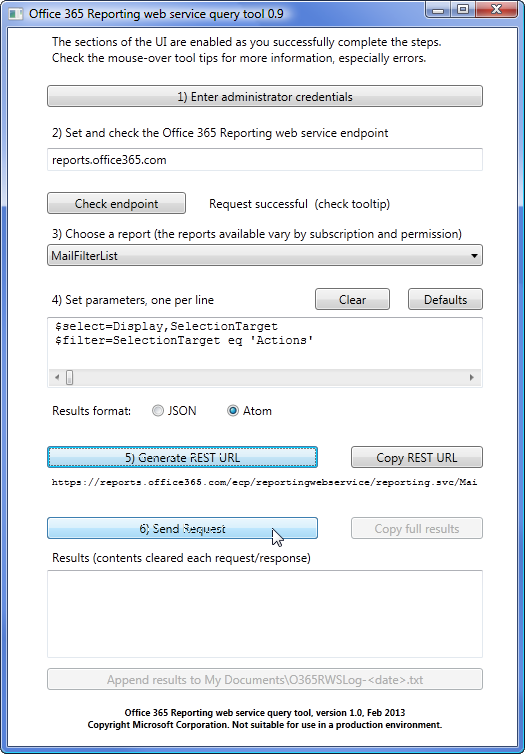 Office 365 Reporting web service query tool 0.9
The sections of the UI are enabled as you successfully complete the steps.
Check the mouse-over tool tips for more information, especially errors.
1) Enter administrator credentials
2) Set and check the Office 365 Reporting web service endpoint
reports.office365.com
Check endpoint Request successful (check tooltip)
3) Choose a report (the reports available vary by subscription and permission)
MailFilterList
4) Set parameters, one per line Clear Defaults
$select=Display,SelectionTarget
$filter=SelectionTarget eq 'Actions'
Results format: JSON Atom
5) Generate REST URL Copy REST URL
https://reports.office365.com/ecp/reportingwebservice/reporting.svc/Mai
6) Send Request Copy full results
Results (contents cleared each request/response)
Append results to My Documents\O365RWSLog-<date>.txt
Office 365 Reporting web service query tool, version 1.0, Feb 2013
Copyright Microsoft Corporation. Not suitable for use in a production environment.